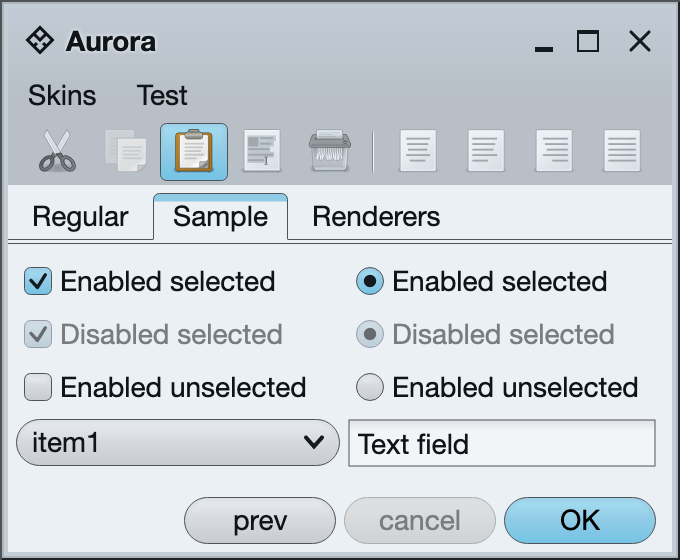 Aurora
Skins Test
Regular Sample Renderers
Enabled selected Enabled selected
Disabled selected Disabled selected
Enabled unselected Enabled unselected
item1 Text field
prev cancel OK